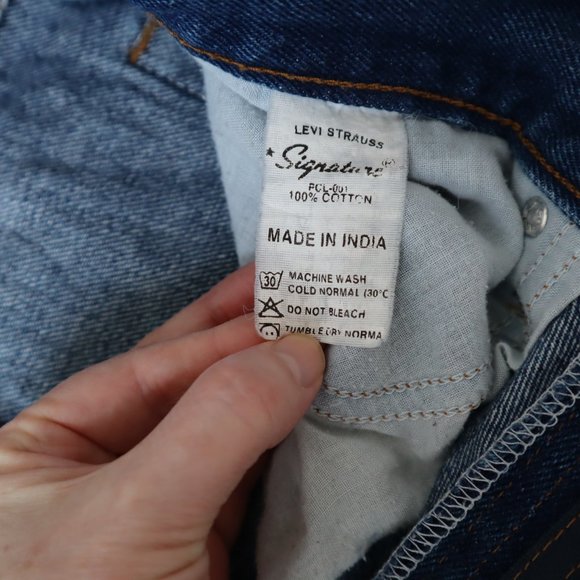 LEVI STRAUSS
★ Signature®
PCL-001
100% COTTON
MADE IN INDIA
30 MACHINE WASH
COLD NORMAL (30°C
DO NOT BLEACH
TUMBLE DRY NORMA